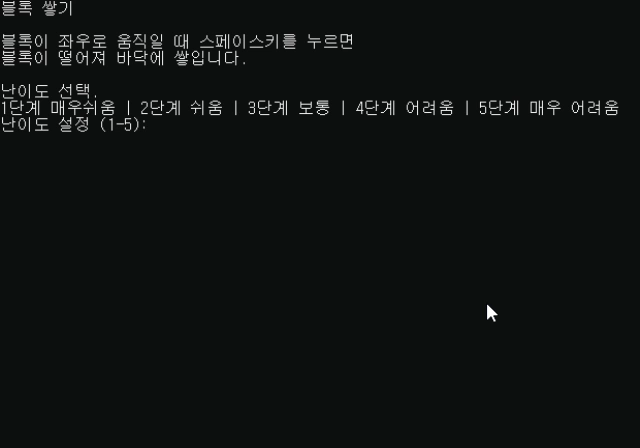 블록 쌓기
블록이 좌우로 움직일 때 스페이스키를 누르면
블록이 떨어져 바닥에 쌓입니다.
난이도 선택.
1단계 매우쉬움 | 2단계 쉬움 | 3단계 보통 | 4단계 어려움 | 5단계 매우 어려움
난이도 설정 (1-5):